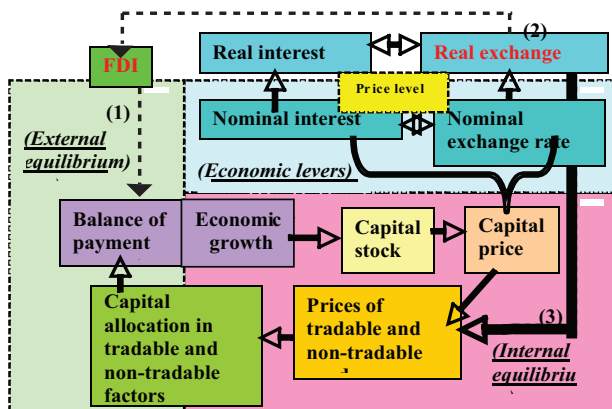 (2)
Real interest
Real exchange
FDI
Price level
(1)
Nominal interest
Nominal
exchange rate
(External
equilibrium)
(Economic levers)
Balance of
payment
Economic
growth
Capital
stock
Capital
price
Capital
allocation in
tradable and
non-tradable
factors
Prices of
tradable and
non-tradable
(3)
(Internal
equilibriu